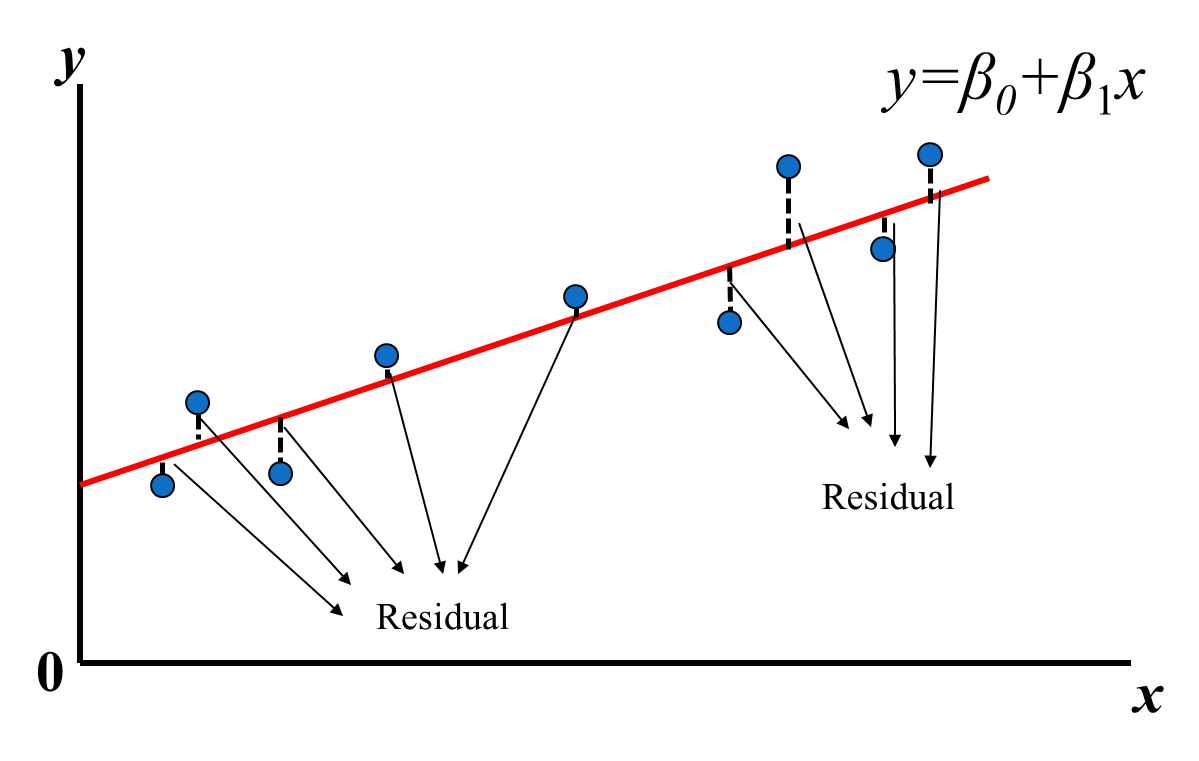 y
y=β₀+β₁x
Residual
Residual
0
x